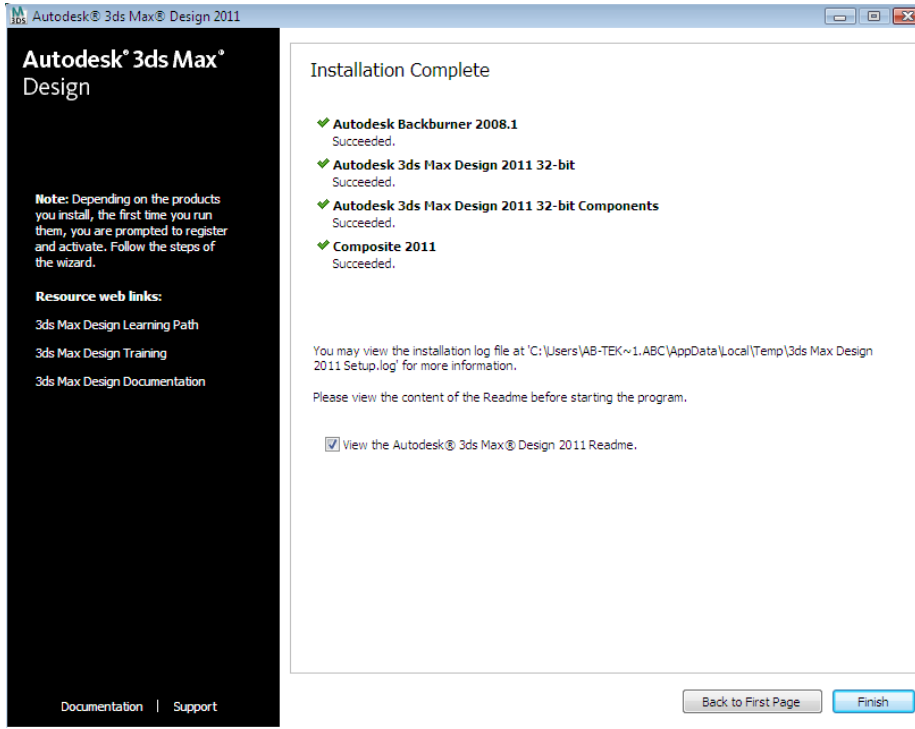 Autodesk® 3ds Max® Design 2011
Autodesk® 3ds Max®
Design
Note: Depending on the products
you install, the first time you run
them, you are prompted to register
and activate. Follow the steps of
the wizard.
Resource web links:
3ds Max Design Learning Path
3ds Max Design Training
3ds Max Design Documentation
Documentation | Support
Installation Complete
Autodesk Backburner 2008.1
Succeeded.
Autodesk 3ds Max Design 2011 32-bit
Succeeded.
Autodesk 3ds Max Design 2011 32-bit Components
Succeeded.
Composite 2011
Succeeded.
You may view the installation log file at 'C:\Users\AB-TEK~1.ABC\AppData\Local\Temp\3ds Max Design
2011 Setup.log' for more information.
Please view the content of the Readme before starting the program.
View the Autodesk® 3ds Max® Design 2011 Readme.
Back to First Page
Finish